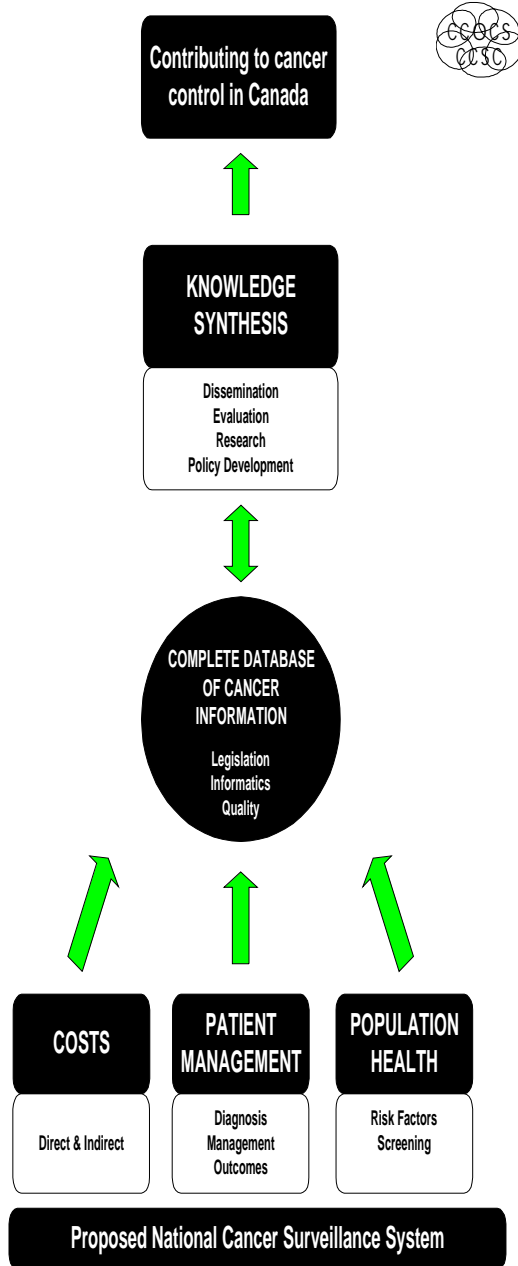 CCOCS
CCSC
Contributing to cancer
control in Canada
KNOWLEDGE
SYNTHESIS
Dissemination
Evaluation
Research
Policy Development
COMPLETE DATABASE
OF CANCER
INFORMATION
Legislation
Informatics
Quality
COSTS
Direct & Indirect
PATIENT
MANAGEMENT
Diagnosis
Management
Outcomes
POPULATION
HEALTH
Risk Factors
Screening
Proposed National Cancer Surveillance System